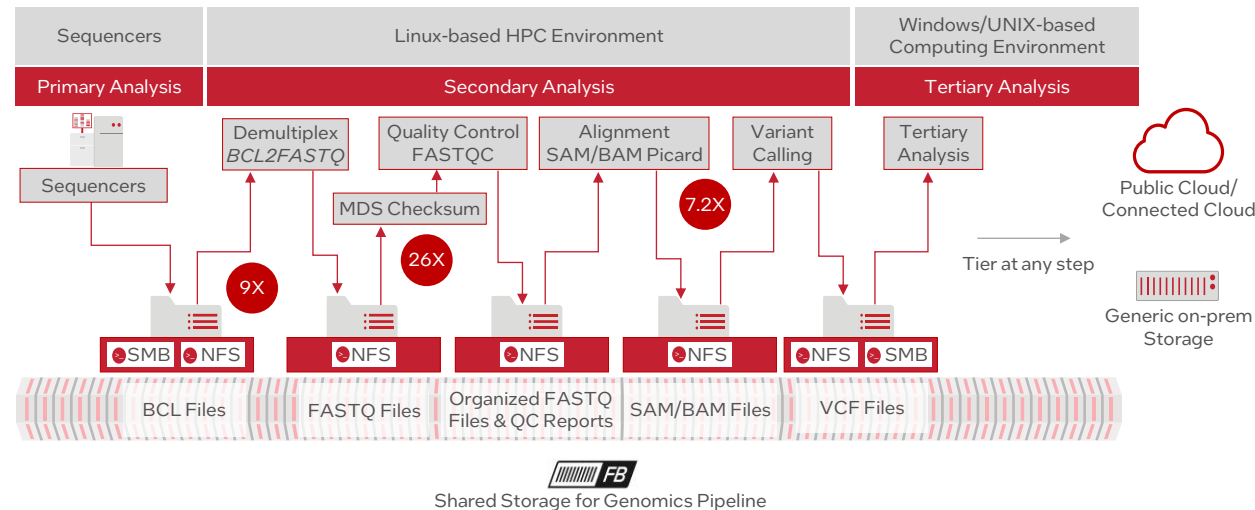 Sequencers
Linux-based HPC Environment
Windows/UNIX-based
Computing Environment
Primary Analysis
Secondary Analysis
Tertiary Analysis
Sequencers
Demultiplex
BCL2FASTQ
Quality Control
FASTQC
MDS Checksum
Alignment
SAM/BAM Picard
Variant
Calling
Tertiary
Analysis
9X
26X
7.2X
Public Cloud/
Connected Cloud
Tier at any step
Generic on-prem
Storage
SMB
NFS
NFS
NFS
NFS
NFS
SMB
BCL Files
FASTQ Files
Organized FASTQ
Files & QC Reports
SAM/BAM Files
VCF Files
FB
Shared Storage for Genomics Pipeline